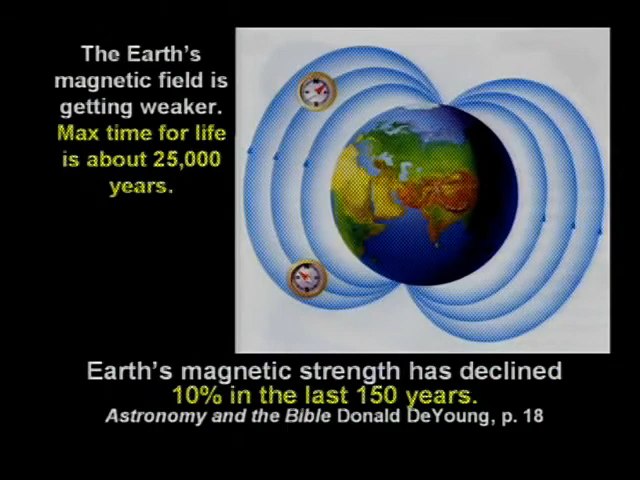 The Earth's
magnetic field is
getting weaker.
Max time for life
is about 25,000
years.
Earth's magnetic strength has declined
10% in the last 150 years.
Astronomy and the Bible Donald DeYoung, p. 18